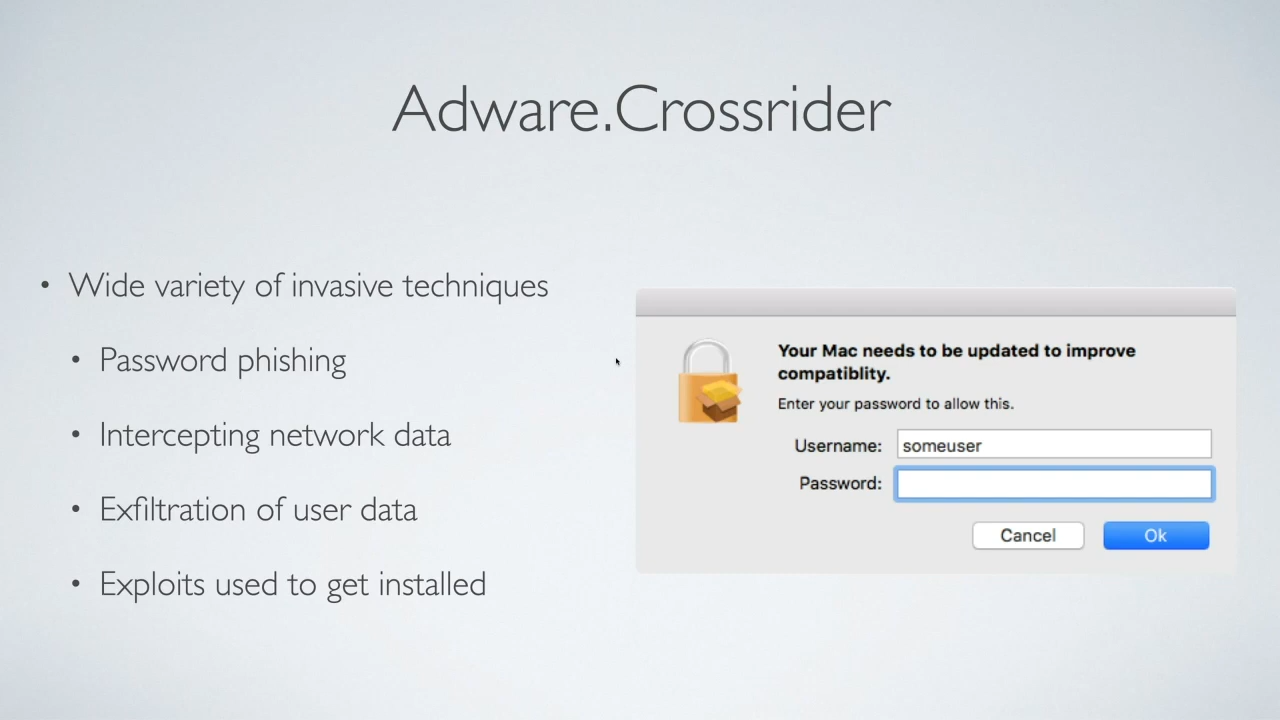 Adware.Crossrider
• Wide variety of invasive techniques
• Password phishing
• Intercepting network data
• Exfiltration of user data
• Exploits used to get installed
Your Mac needs to be updated to improve
compatiblity.
Enter your password to allow this.
Username: someuser
Password:
Cancel Ok